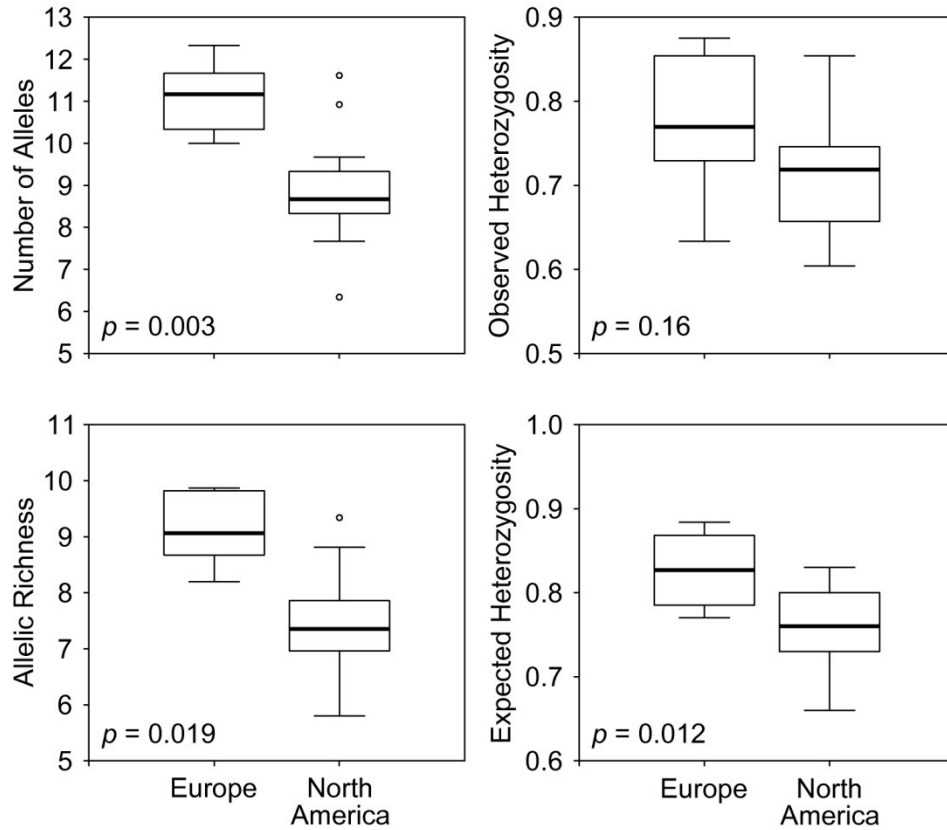 Number of Alleles
13
12
11
10
9
8
7
6
5
p = 0.003
Observed Heterozygosity
0.9
0.8
0.7
0.6
0.5
p = 0.16
Allelic Richness
11
10
9
8
7
6
5
p = 0.019
Europe
North
America
Expected Heterozygosity
1.0
0.9
0.8
0.7
0.6
p = 0.012
Europe
North
America